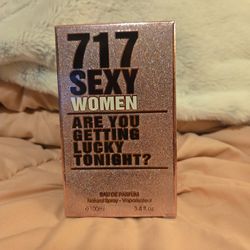 717
SEXY
WOMEN
ARE YOU
GETTING
LUCKY
TONIGHT?
EAU DE PARFUM
Natural Spray - Vaporisateur
e 100ml 3.4 fl.oz